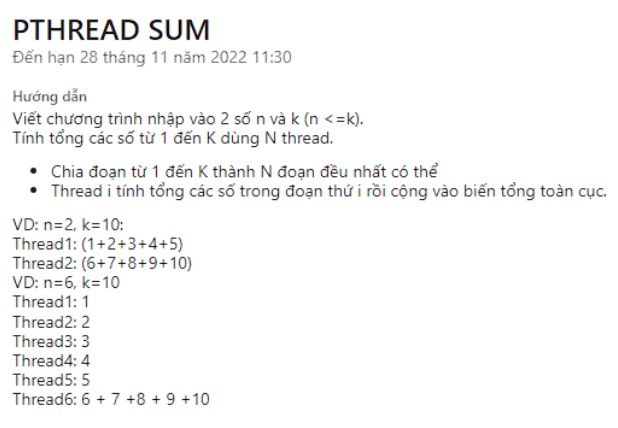 PTHREAD SUM
Đến hạn 28 tháng 11 năm 2022 11:30
Hướng dẫn
Viết chương trình nhập vào 2 số n và k (n <=k).
Tính tổng các số từ 1 đến K dùng N thread.
• Chia đoạn từ 1 đến K thành N đoạn đều nhất có thể
• Thread i tính tổng các số trong đoạn thứ i rồi cộng vào biến tổng toàn cục.
VD: n=2, k=10:
Thread1: (1+2+3+4+5)
Thread2: (6+7+8+9+10)
VD: n=6, k=10
Thread1: 1
Thread2: 2
Thread3: 3
Thread4: 4
Thread5: 5
Thread6: 6 + 7 +8 + 9 +10